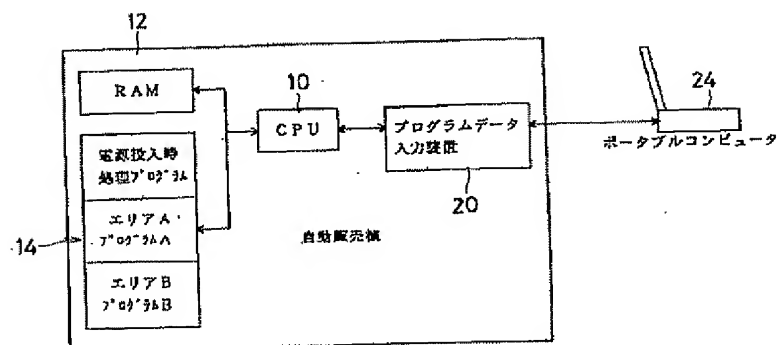 12
RAM
10
CPU
プログラムデータ
入力装置
20
24
ポータブルコンピュータ
電源投入時
処理プログラム
エリアA
プログラムA
14
エリアB
プログラムB
自動販売機